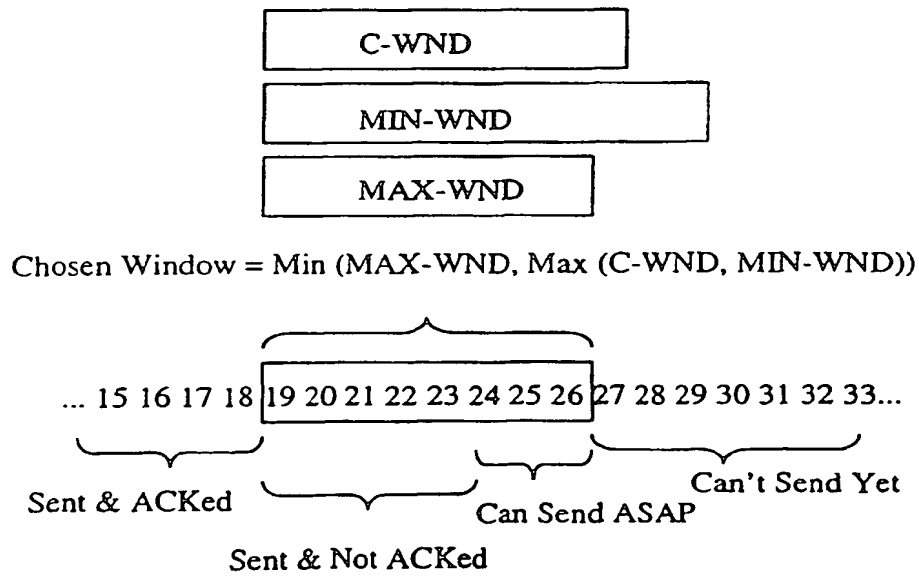 C-WND
MIN-WND
MAX-WND
Chosen Window = Min (MAX-WND, Max (C-WND, MIN-WND))
... 15 16 17 18 19 20 21 22 23 24 25 26 27 28 29 30 31 32 33...
Sent & ACKed
Can Send ASAP
Can't Send Yet
Sent & Not ACKed